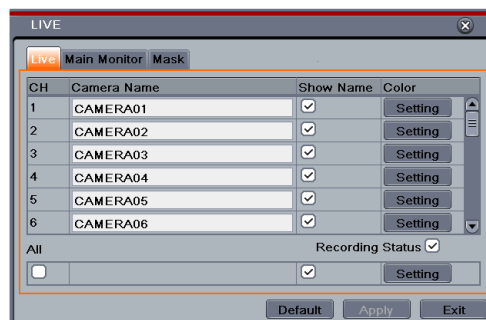 LIVE
Live Main Monitor Mask
CH Camera Name Show Name Color
1 CAMERA01 Setting
2 CAMERA02 Setting
3 CAMERA03 Setting
4 CAMERA04 Setting
5 CAMERA05 Setting
6 CAMERA06 Setting
All Recording Status
Setting
Default Apply Exit